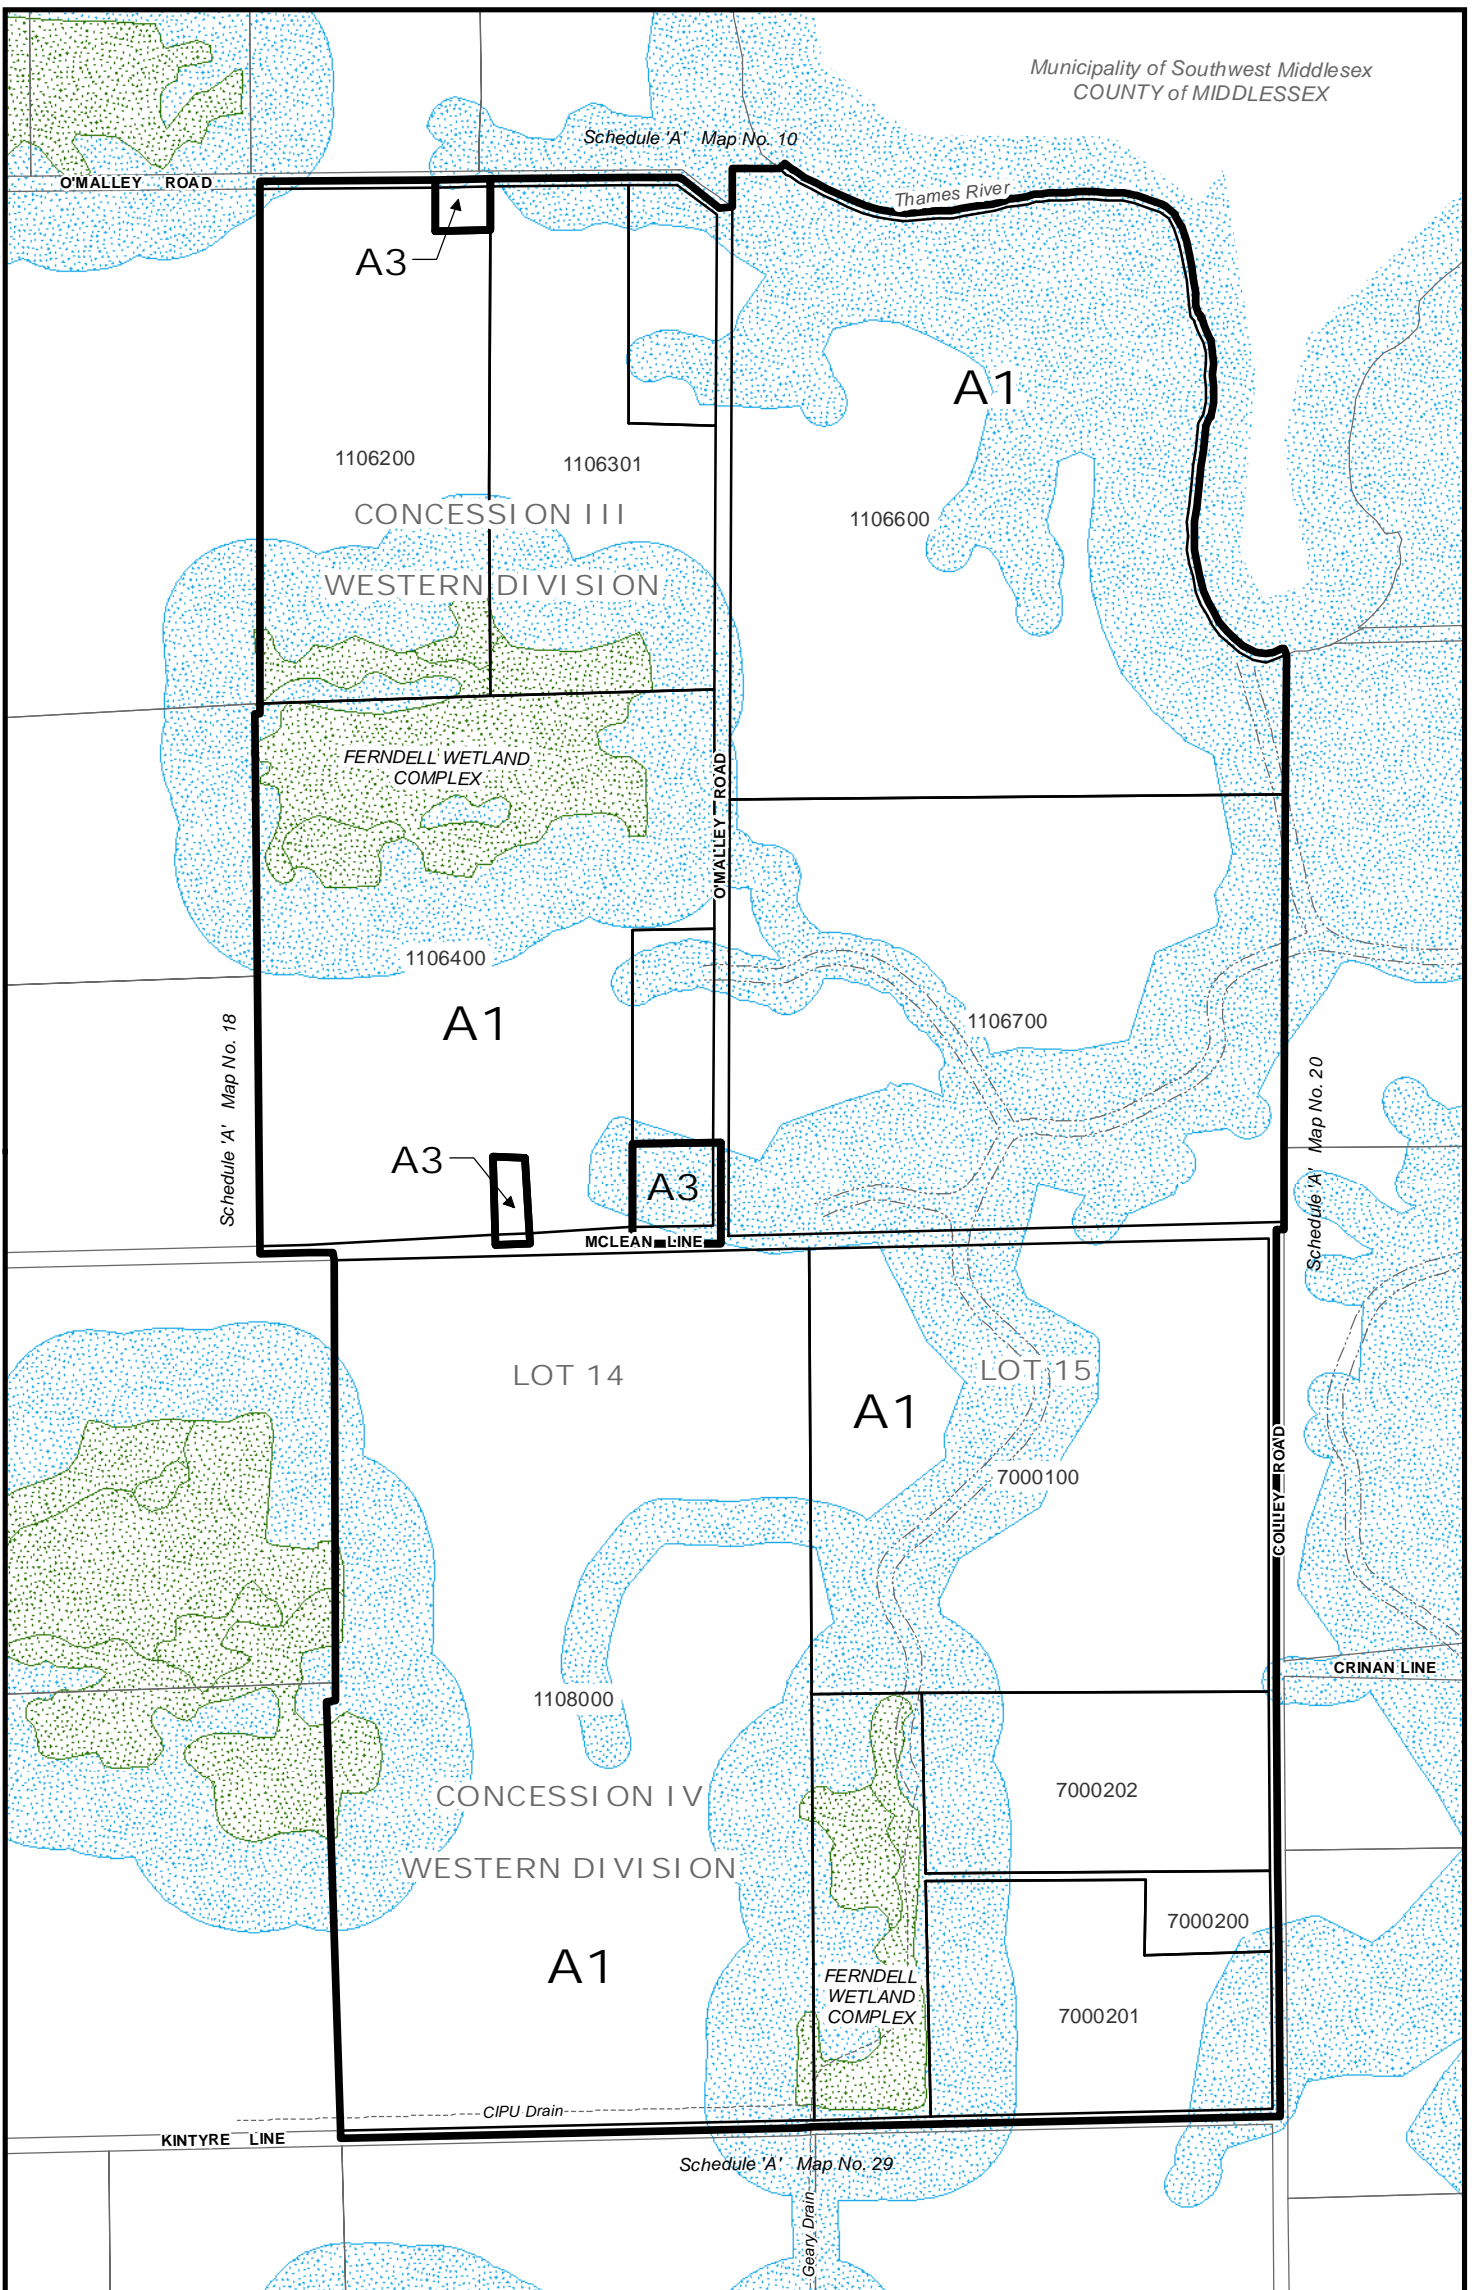 Municipality of Southwest Middlesex
COUNTY of MIDDLESSEX
Schedule 'A' Map No. 10
O'MALLEY ROAD
Thames River
A3
A1
1106200
1106301
CONCESSION III
1106600
WESTERN DIVISION
FERNDELL WETLAND
COMPLEX
O'MALLEY ROAD
1106400
A1
1106700
Schedule 'A' Map No. 18
Schedule 'A' Map No. 20
A3
A3
MCLEAN LINE
LOT 14
LOT 15
A1
7000100
COLLEY ROAD
CRINAN LINE
1108000
CONCESSION IV
7000202
WESTERN DIVISION
7000200
A1
FERNDELL
WETLAND
COMPLEX
7000201
CIPU Drain
KINTYRE LINE
Schedule 'A' Map No. 29
Geary Drain